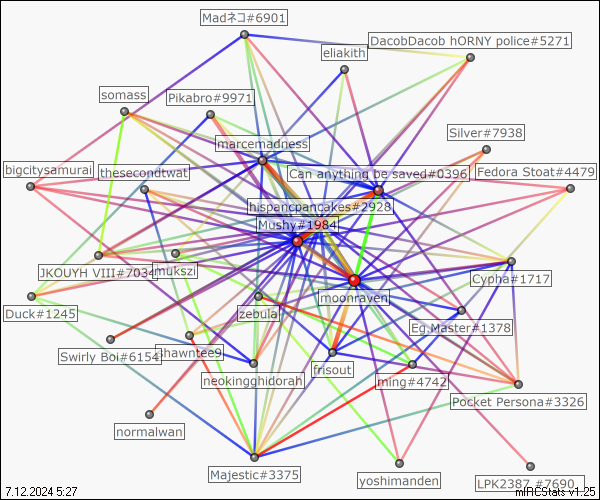 Madネコ#6901
DacobDacob hORNY police#5271
eliakith
somass
Pikabro#9971
Silver#7938
marcemadness
bigcitysamurai
thesecondtwat
Can anything be saved#0396
Fedora Stoat#4479
hispancpancakes#2928
Mushy#1984
JKOUYH VIII#7034
mukszi
Cypha#1717
moonraven
Duck#1245
zebula
Eg.Master#1378
Swirly Boi#6154
shawntee9
neokingghidorah
frisout
ming#4742
Pocket Persona#3326
normalwan
Majestic#3375
yoshimanden
LPK2387 #7690
7.12.2024 5:27
mIRCStats v1.25